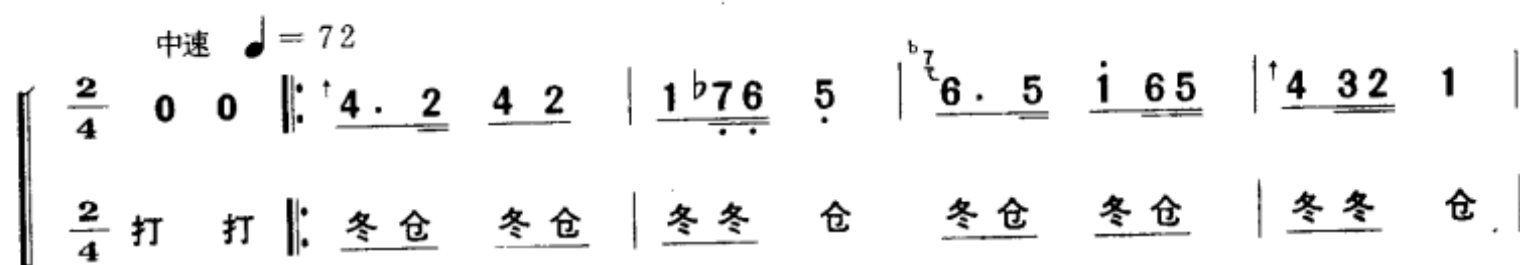 中速 ♩= 72
2/4 0 0 𝄆 ↑4. 2 4 2 | 1 ♭7̣ 6̣ 5̣ | ♭7 6. 5 i̇ 6 5 | ↑4 3 2 1 |
2/4 打 打 𝄆 冬 仓 冬 仓 | 冬 冬 仓 冬 仓 冬 仓 | 冬 冬 仓 |